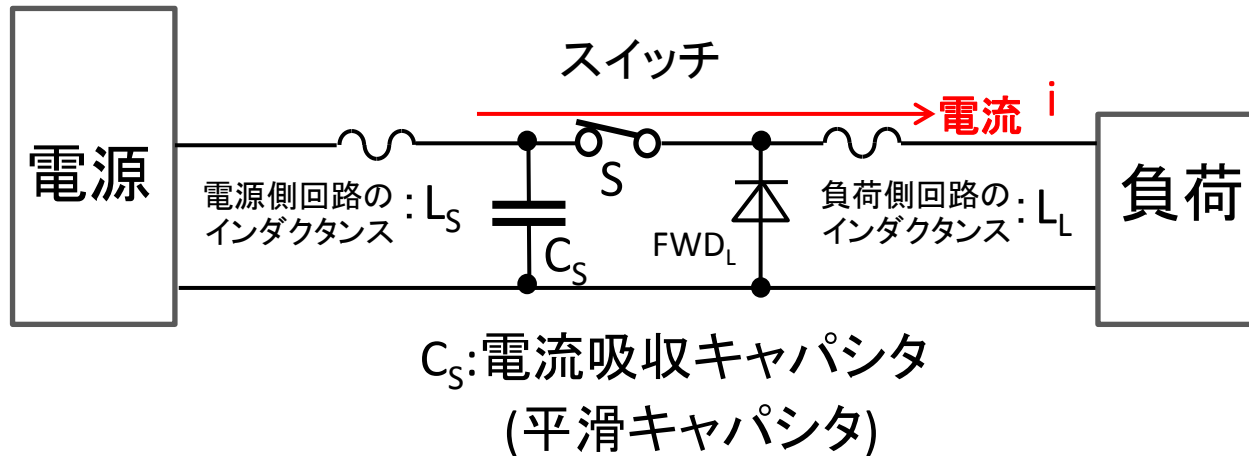 スイッチ
電流 i
電源
S
負荷
電源側回路の
インダクタンス : LS
負荷側回路の
インダクタンス : LL
FWDL
CS
CS:電流吸収キャパシタ
(平滑キャパシタ)